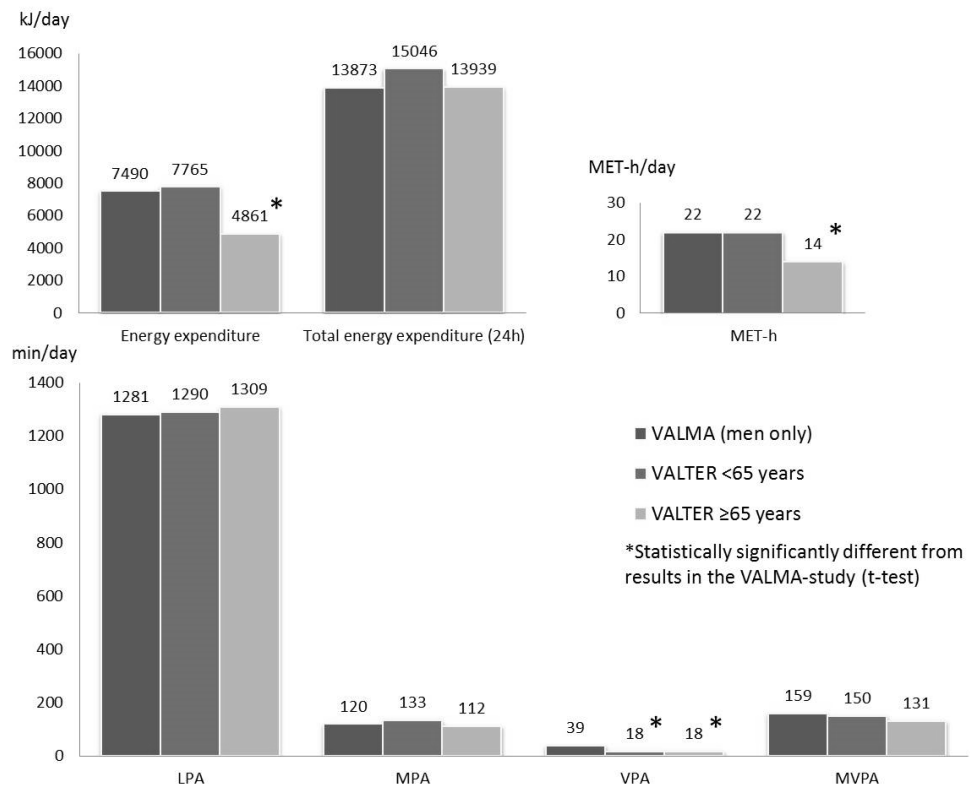 kJ/day
16000
14000
12000
10000
8000
6000
4000
2000
0
7490
7765
4861 *
13873
15046
13939
Energy expenditure
Total energy expenditure (24h)
MET-h/day
30
20
10
0
22
22
14 *
MET-h
min/day
1400
1200
1000
800
600
400
200
0
1281
1290
1309
120
133
112
39
18 *
18 *
159
150
131
LPA
MPA
VPA
MVPA
VALMA (men only)
VALTER <65 years
VALTER ≥65 years
*Statistically significantly different from
results in the VALMA-study (t-test)